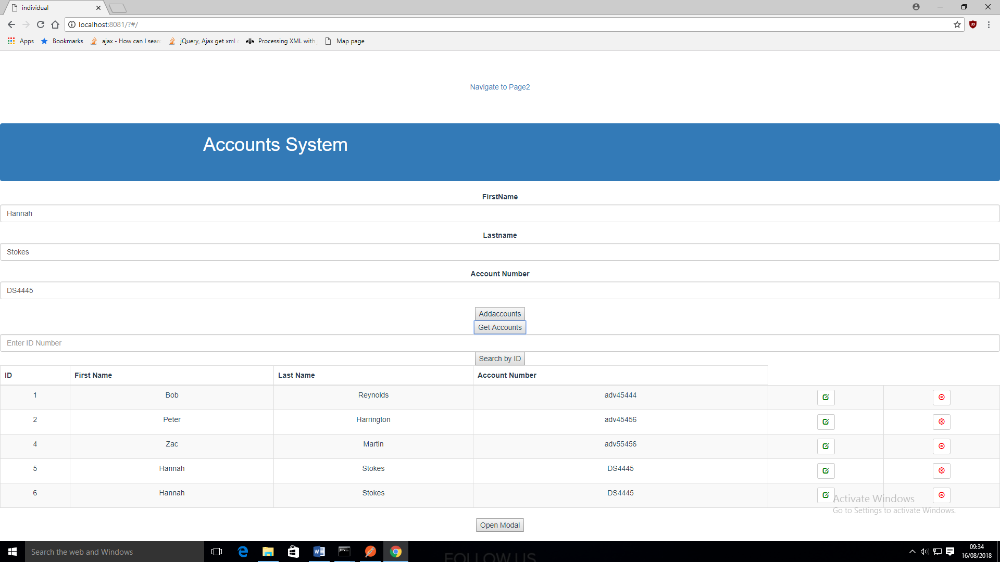 individual
localhost:8081/?#/
Apps Bookmarks ajax - How can I sear jQuery, Ajax get xml Processing XML with Map page
Navigate to Page2
Accounts System
FirstName
Hannah
Lastname
Stokes
Account Number
DS4445
Addaccounts
Get Accounts
Enter ID Number
Search by ID
ID First Name Last Name Account Number
1 Bob Reynolds adv45444
2 Peter Harrington adv45456
4 Zac Martin adv55456
5 Hannah Stokes DS4445
6 Hannah Stokes DS4445
Activate Windows
Go to Settings to activate Windows.
Open Modal
Search the web and Windows
FOLLOW US
09:34
16/08/2018